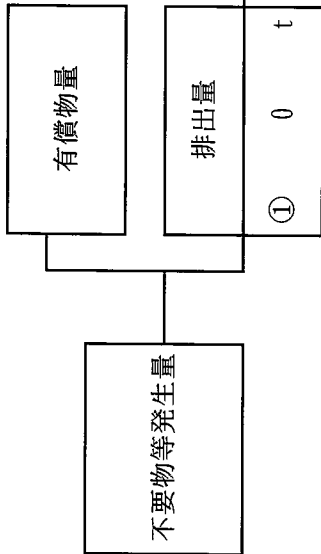 不要物等発生量
有償物量
排出量
① 0 t